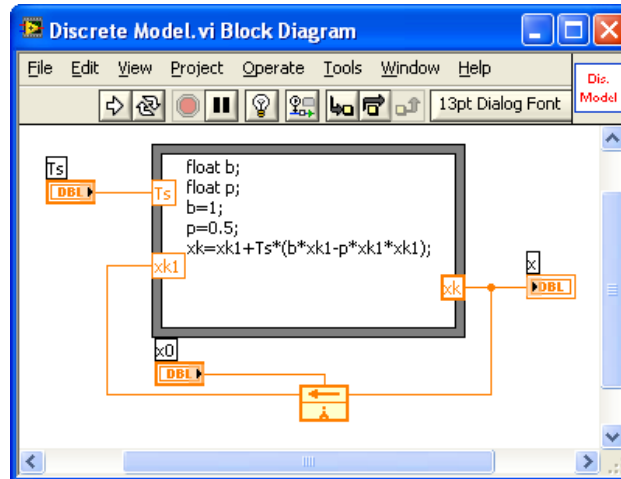 Discrete Model.vi Block Diagram
File Edit View Project Operate Tools Window Help
Dis.
Model
13pt Dialog Font
Ts
DBL
Ts
float b;
float p;
b=1;
p=0.5;
xk=xk1+Ts*(b*xk1-p*xk1*xk1);
xk1
xk
x
DBL
x0
DBL